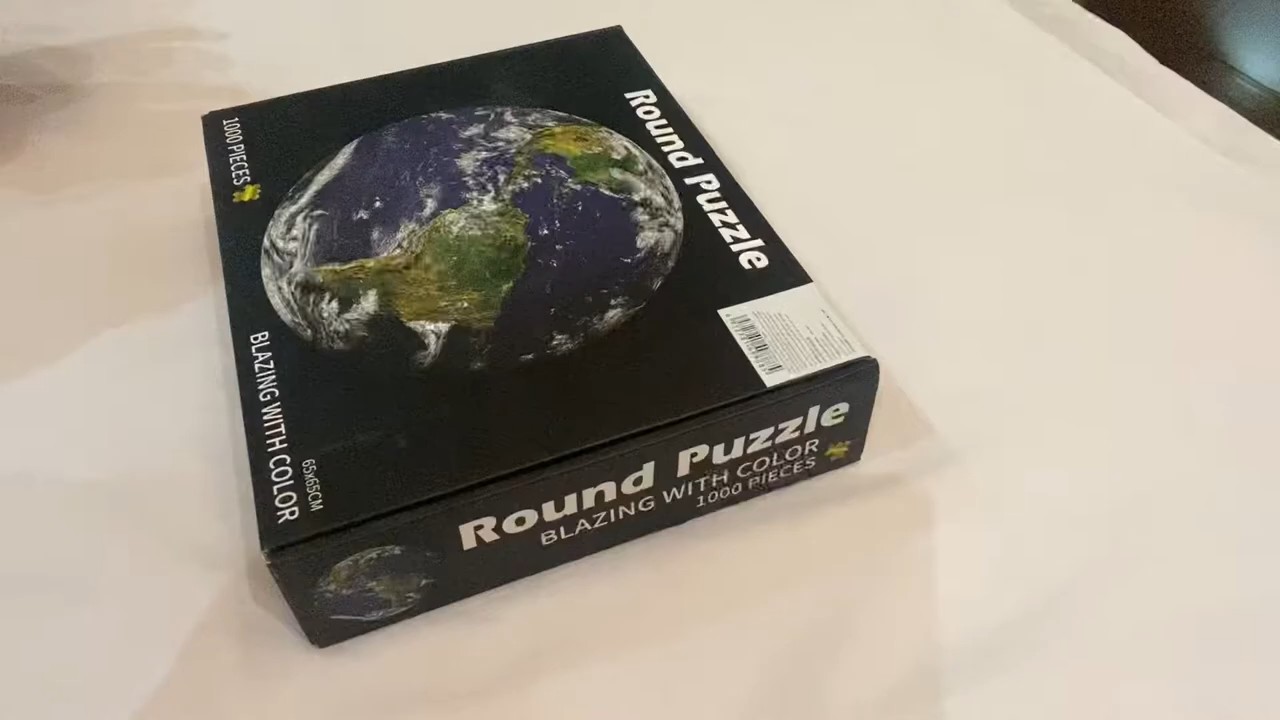 Round Puzzle
1000 PIECES
BLAZING WITH COLOR
65x65CM
Round Puzzle
BLAZING WITH COLOR
1000 PIECES